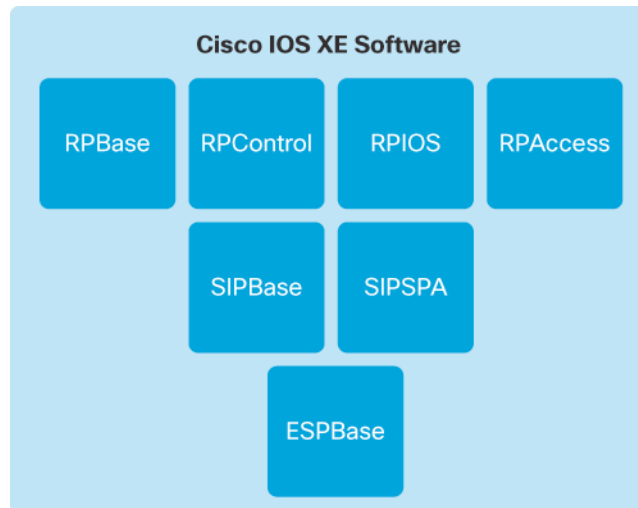 Cisco IOS XE Software
RPBase RPControl RPIOS RPAccess
SIPBase SIPSPA
ESPBase